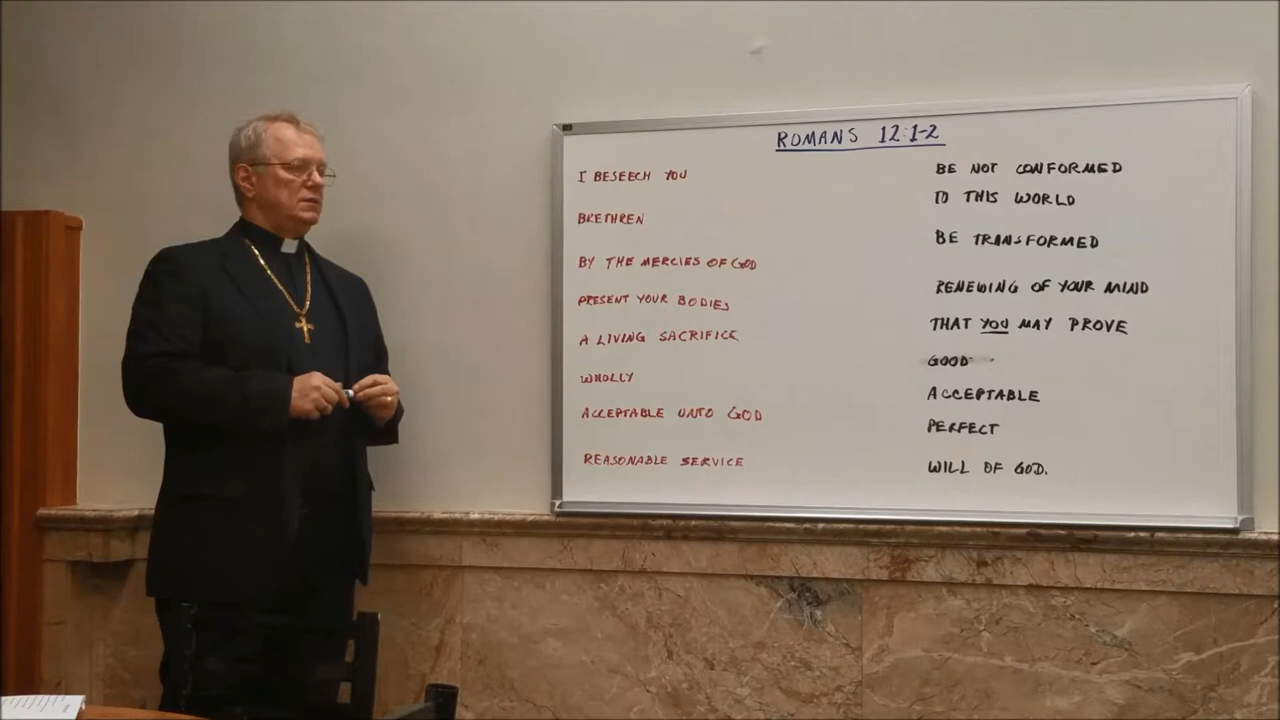 ROMANS 12:1-2
I BESEECH YOU
BRETHREN
BY THE MERCIES OF GOD
PRESENT YOUR BODIES
A LIVING SACRIFICE
WHOLLY
ACCEPTABLE UNTO GOD
REASONABLE SERVICE
BE NOT CONFORMED
TO THIS WORLD
BE TRANSFORMED
RENEWING OF YOUR MIND
THAT YOU MAY PROVE
GOOD
ACCEPTABLE
PERFECT
WILL OF GOD.